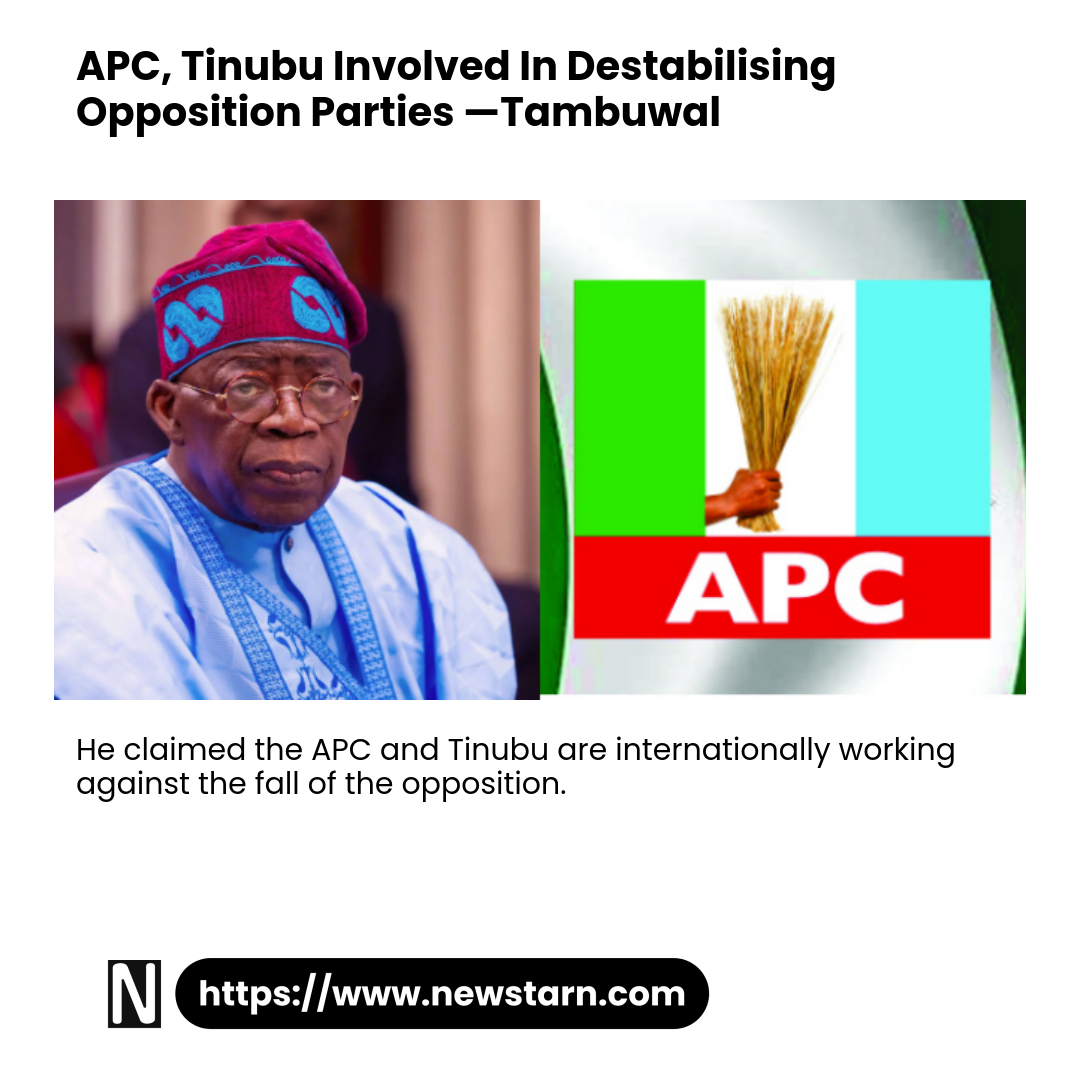 APC, Tinubu Involved In Destabilising
Opposition Parties —Tambuwal
APC
He claimed the APC and Tinubu are internationally working
against the fall of the opposition.
N
https://www.newstarn.com